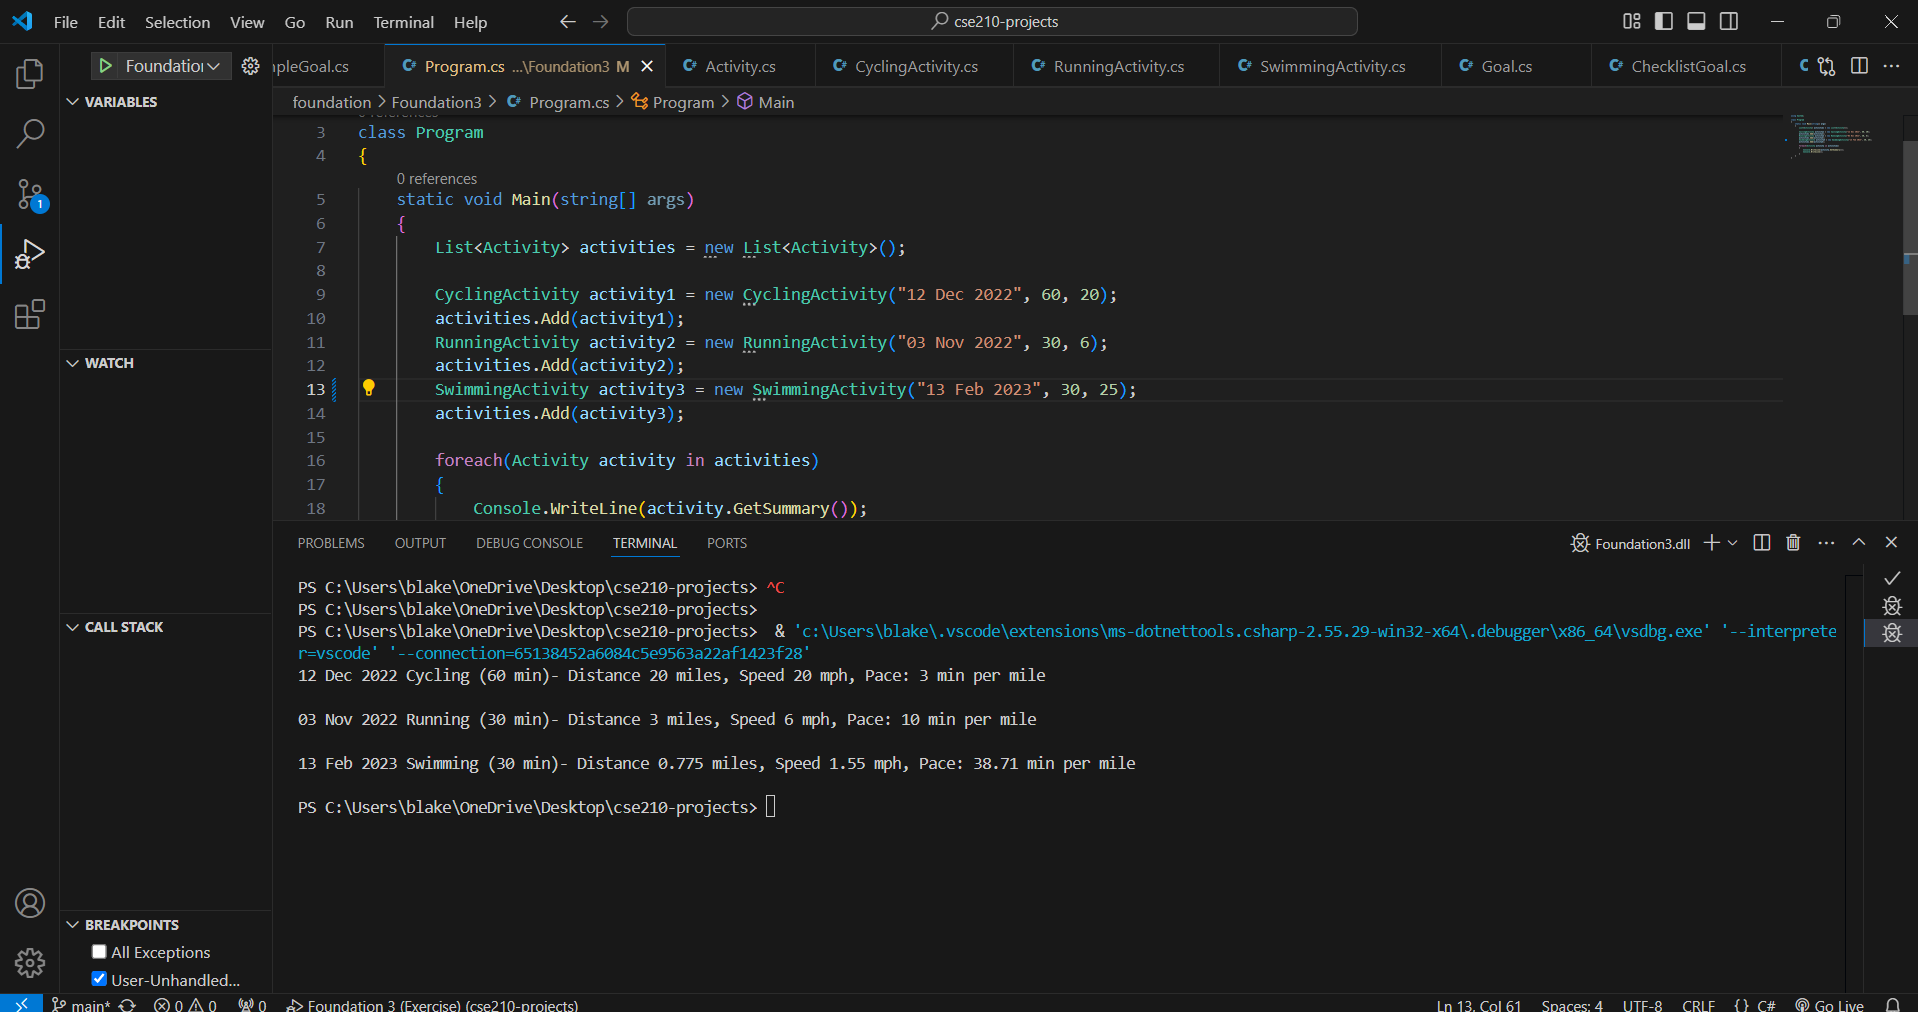 File Edit Selection View Go Run Terminal Help cse210-projects
Foundation
pleGoal.cs Program.cs ...\Foundation3 M Activity.cs CyclingActivity.cs RunningActivity.cs SwimmingActivity.cs Goal.cs ChecklistGoal.cs
VARIABLES
foundation > Foundation3 > Program.cs > Program > Main
0 references
3 class Program
4 {
0 references
5 static void Main(string[] args)
6 {
7 List<Activity> activities = new List<Activity>();
8
9 CyclingActivity activity1 = new CyclingActivity("12 Dec 2022", 60, 20);
10 activities.Add(activity1);
11 RunningActivity activity2 = new RunningActivity("03 Nov 2022", 30, 6);
12 activities.Add(activity2);
13 SwimmingActivity activity3 = new SwimmingActivity("13 Feb 2023", 30, 25);
14 activities.Add(activity3);
15
16 foreach(Activity activity in activities)
17 {
18 Console.WriteLine(activity.GetSummary());
1
WATCH
CALL STACK
BREAKPOINTS
All Exceptions
User-Unhandled...
PROBLEMS OUTPUT DEBUG CONSOLE TERMINAL PORTS Foundation3.dll
PS C:\Users\blake\OneDrive\Desktop\cse210-projects> ^C
PS C:\Users\blake\OneDrive\Desktop\cse210-projects>
PS C:\Users\blake\OneDrive\Desktop\cse210-projects> & 'c:\Users\blake\.vscode\extensions\ms-dotnettools.csharp-2.55.29-win32-x64\.debugger\x86_64\vsdbg.exe' '--interprete
r=vscode' '--connection=65138452a6084c5e9563a22af1423f28'
12 Dec 2022 Cycling (60 min)- Distance 20 miles, Speed 20 mph, Pace: 3 min per mile
03 Nov 2022 Running (30 min)- Distance 3 miles, Speed 6 mph, Pace: 10 min per mile
13 Feb 2023 Swimming (30 min)- Distance 0.775 miles, Speed 1.55 mph, Pace: 38.71 min per mile
PS C:\Users\blake\OneDrive\Desktop\cse210-projects>
main* 0 0 0 Foundation 3 (Exercise) (cse210-projects) Ln 13, Col 61 Spaces: 4 UTF-8 CRLF {} C# Go Live